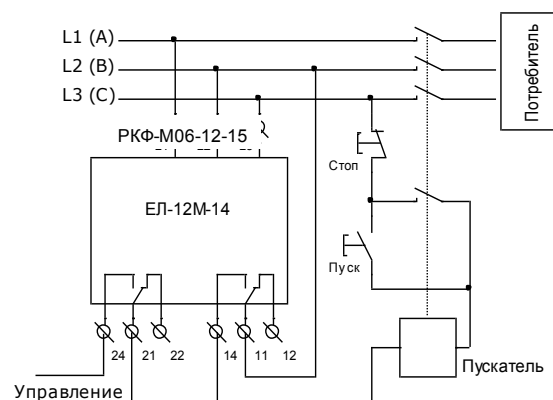 L1 (A)
L2 (B)
L3 (C)
Потребитель
РКФ-М06-12-15
ЕЛ-12М-14
Стоп
Пуск
24
21
22
14
11
12
Пускатель
Управление